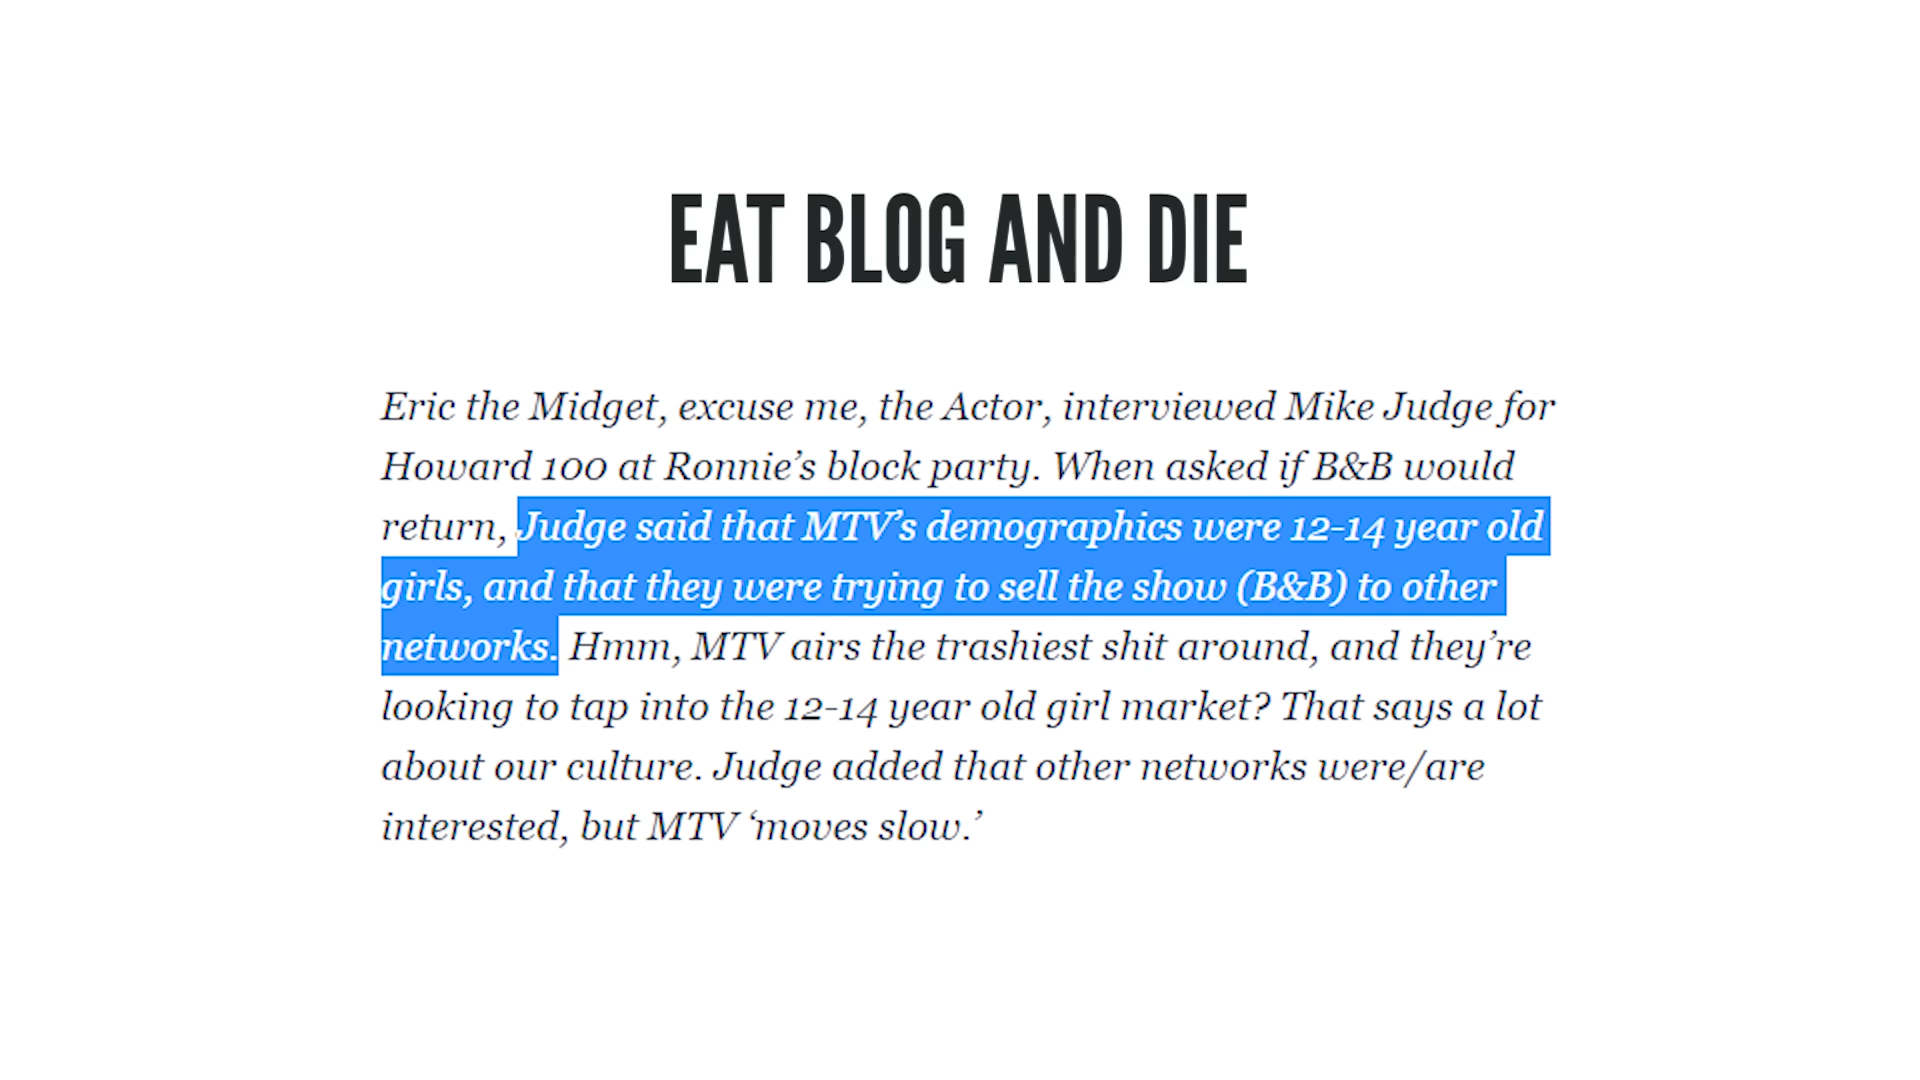 EAT BLOG AND DIE
Eric the Midget, excuse me, the Actor, interviewed Mike Judge for
Howard 100 at Ronnie’s block party. When asked if B&B would
return, Judge said that MTV’s demographics were 12-14 year old
girls, and that they were trying to sell the show (B&B) to other
networks. Hmm, MTV airs the trashiest shit around, and they’re
looking to tap into the 12-14 year old girl market? That says a lot
about our culture. Judge added that other networks were/are
interested, but MTV ‘moves slow.’